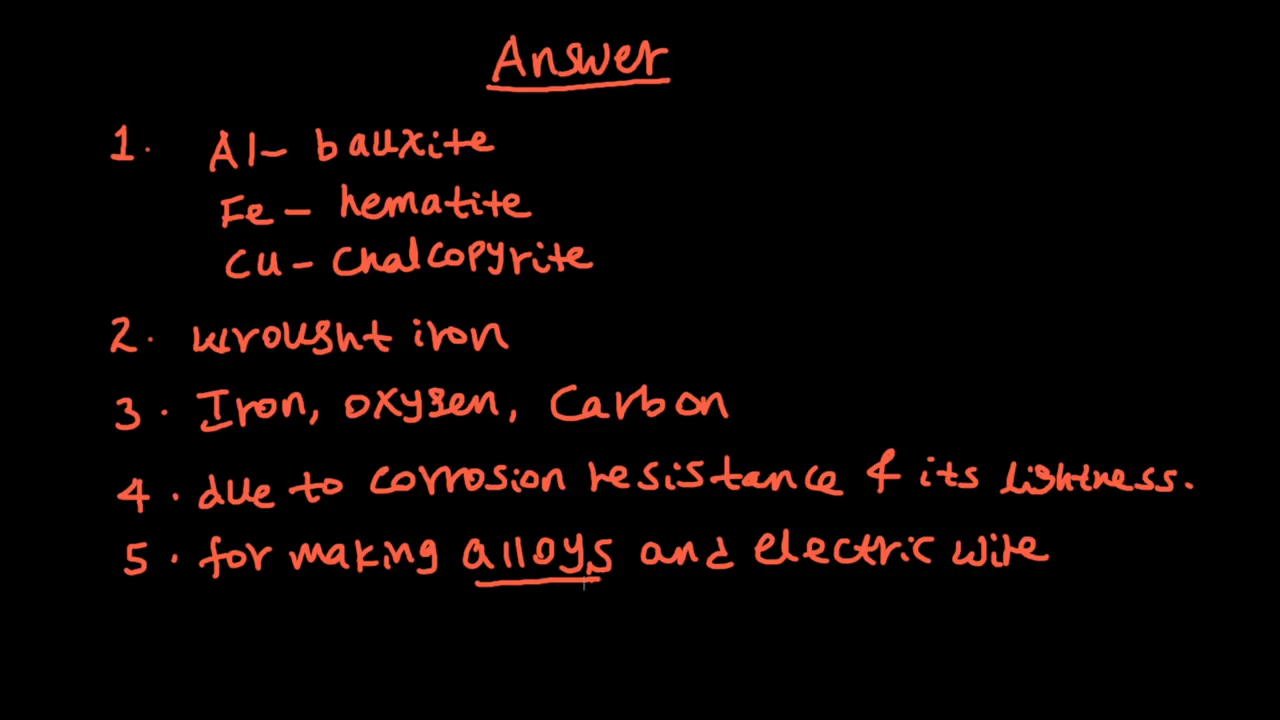 Answer
1. Al- bauxite
Fe - hematite
Cu - Chalcopyrite
2. wrought iron
3. Iron, oxygen, Carbon
4. due to corrosion resistance & its lightness.
5. for making alloys and electric wire